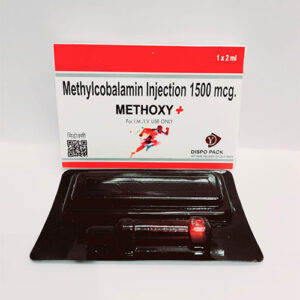 1 x 2 ml
Methylcobalamin Injection 1500 mcg.
METHOXY +
For I.M./I.V USE ONLY
DISPO PACK